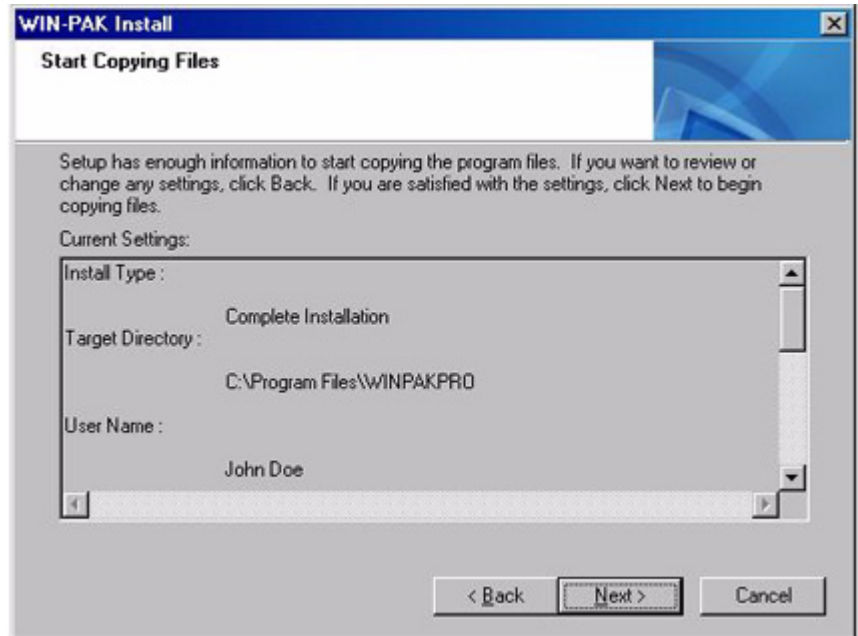 WIN-PAK Install
Start Copying Files
Setup has enough information to start copying the program files. If you want to review or
change any settings, click Back. If you are satisfied with the settings, click Next to begin
copying files.
Current Settings:
Install Type :
Complete Installation
Target Directory :
C:\Program Files\WINPAKPRO
User Name :
John Doe
< Back
Next >
Cancel